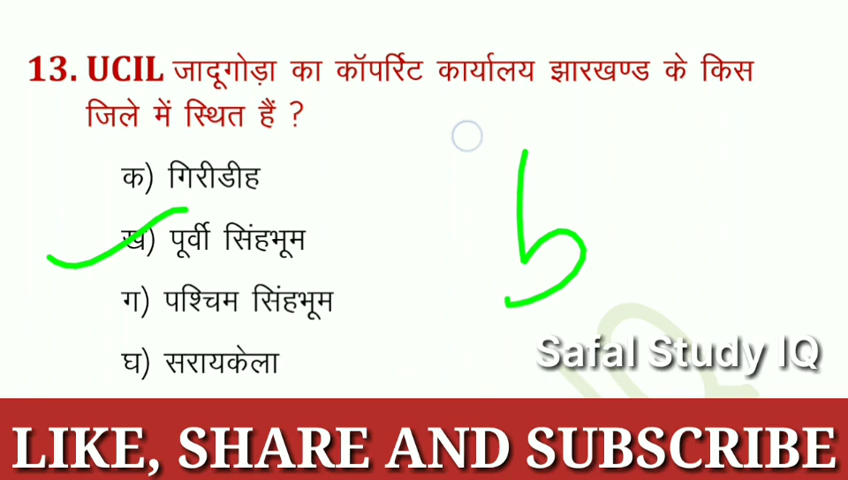 13. UCIL जादूगोड़ा का कॉपर्रिट कार्यालय झारखण्ड के किस
जिले में स्थित हैं ?
क) गिरीडीह
ख) पूर्वी सिंहभूम
b
ग) पश्चिम सिंहभूम
घ) सरायकेला
Safal Study IQ
LIKE, SHARE AND SUBSCRIBE